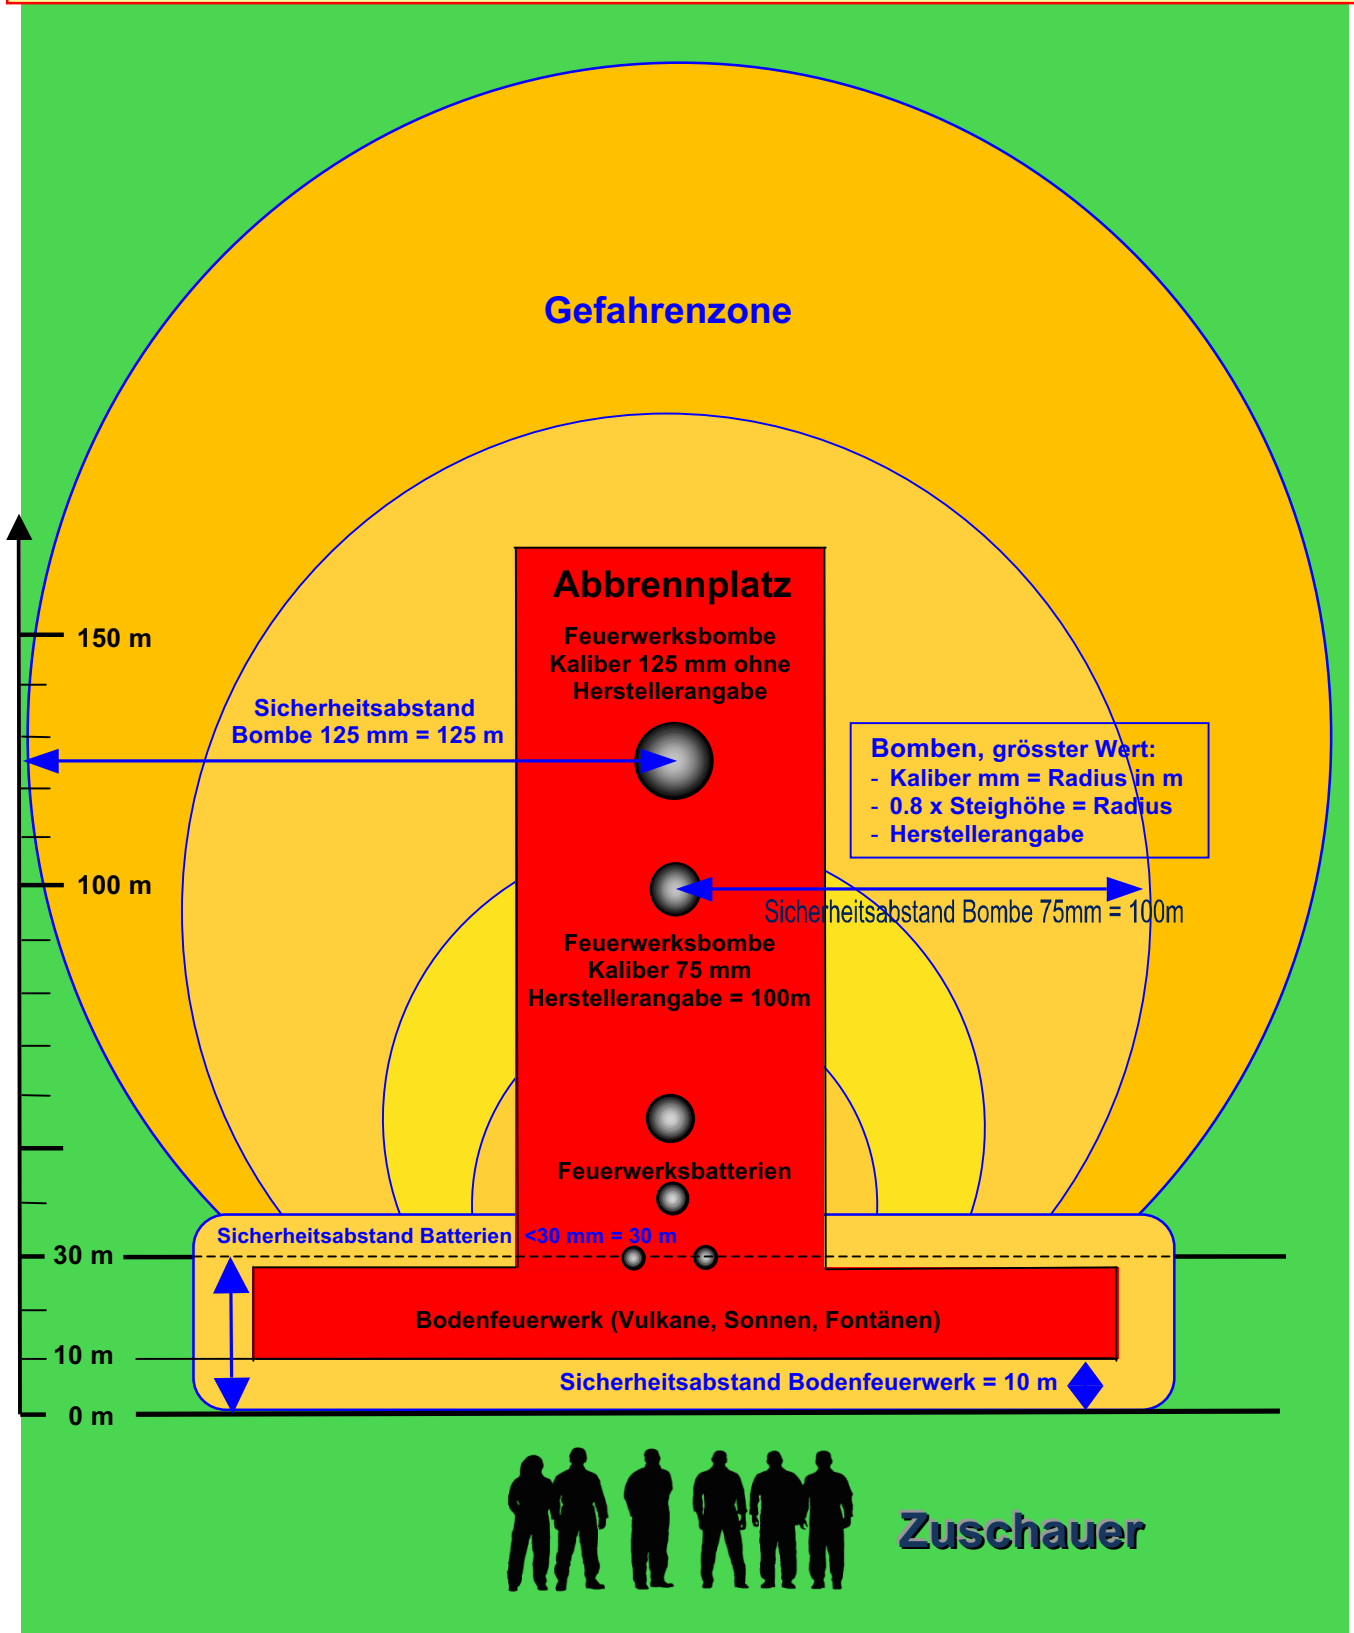 Gefahrenzone
Abbrennplatz
Feuerwerksbombe
Kaliber 125 mm ohne
Herstellerangabe
150 m
Sicherheitsabstand
Bombe 125 mm = 125 m
Bomben, grösster Wert:
- Kaliber mm = Radius in m
- 0.8 x Steighöhe = Radius
- Herstellerangabe
100 m
Sicherheitsabstand Bombe 75mm = 100m
Feuerwerksbombe
Kaliber 75 mm
Herstellerangabe = 100m
Feuerwerksbatterien
Sicherheitsabstand Batterien <30 mm = 30 m
30 m
Bodenfeuerwerk (Vulkane, Sonnen, Fontänen)
10 m
Sicherheitsabstand Bodenfeuerwerk = 10 m
0 m
Zuschauer